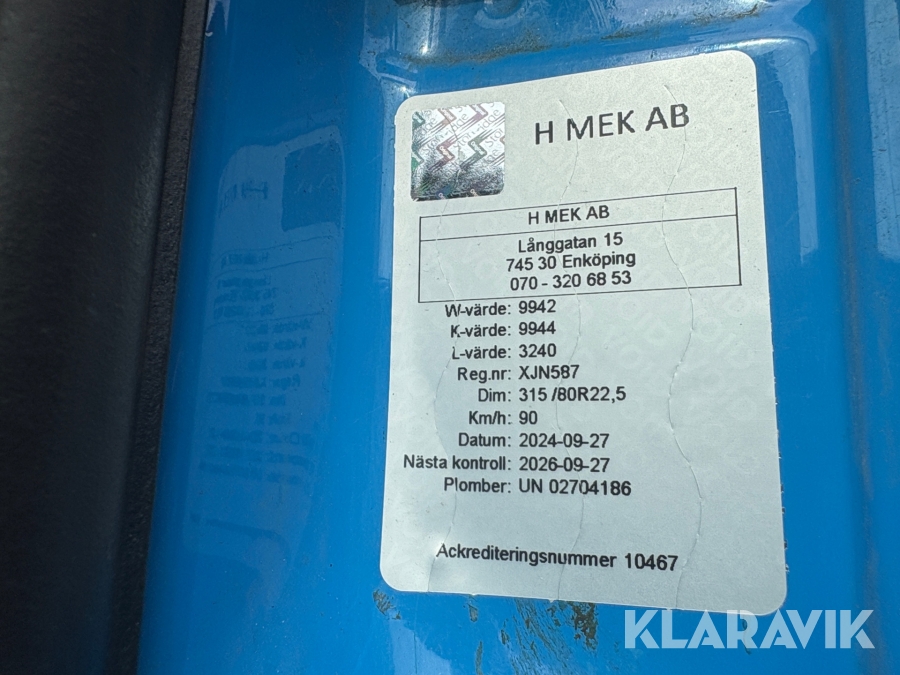 H MEK AB
H MEK AB
Långgatan 15
745 30 Enköping
070 - 320 68 53
W-värde: 9942
K-värde: 9944
L-värde: 3240
Reg.nr: XJN587
Dim: 315 /80R22,5
Km/h: 90
Datum: 2024-09-27
Nästa kontroll: 2026-09-27
Plomber: UN 02704186
Ackrediteringsnummer 10467
KLARAVIK